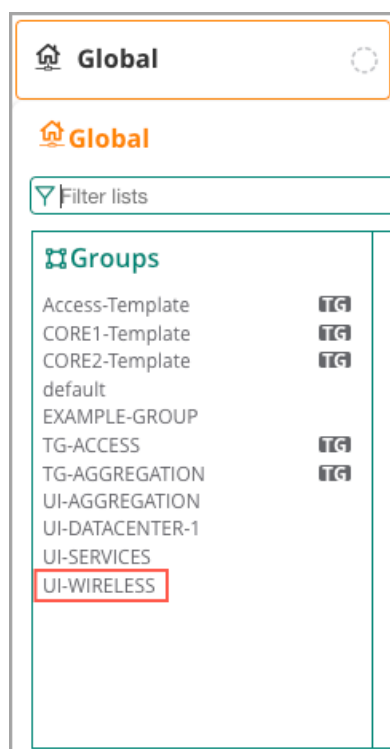 Global
Global
Filter lists
Groups
Access-Template TG
CORE1-Template TG
CORE2-Template TG
default
EXAMPLE-GROUP
TG-ACCESS TG
TG-AGGREGATION TG
UI-AGGREGATION
UI-DATACENTER-1
UI-SERVICES
UI-WIRELESS